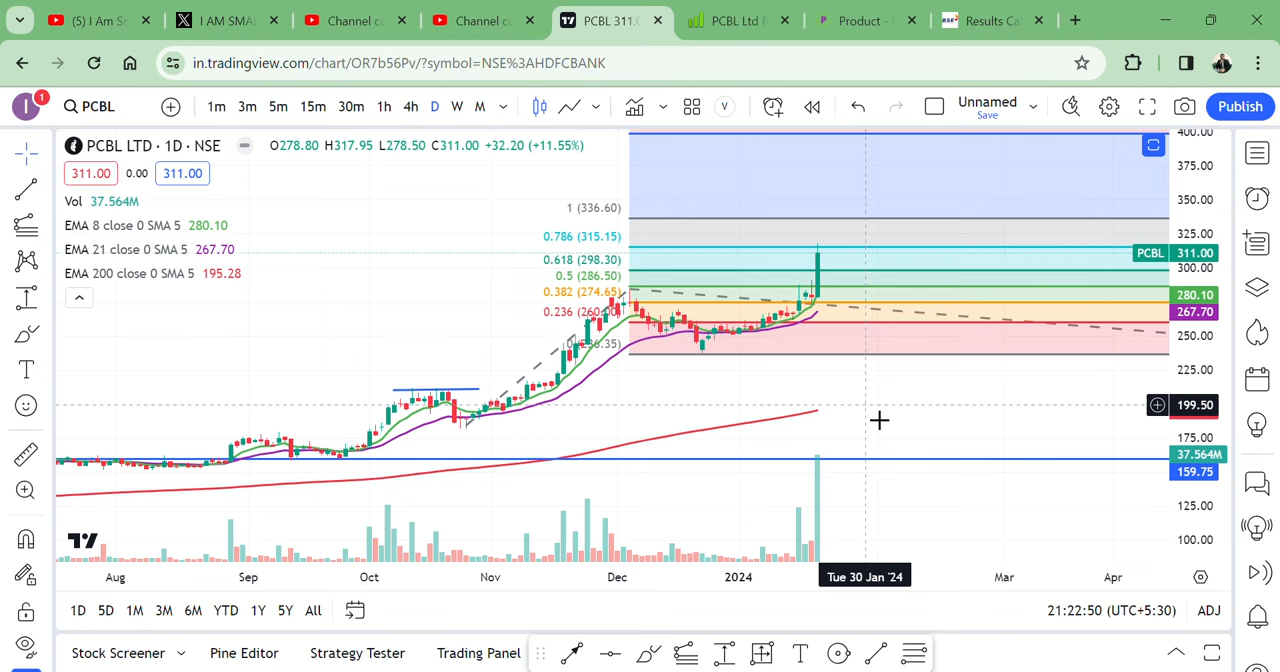 (5) I Am Sm
I AM SMA
Channel co
Channel co
PCBL 311.0
PCBL Ltd f
Product -
BSE Results Ca
in.tradingview.com/chart/OR7b56Pv/?symbol=NSE%3AHDFCBANK
I 1 PCBL 1m 3m 5m 15m 30m 1h 4h D W M V Unnamed Save Publish
PCBL LTD · 1D · NSE O278.80 H317.95 L278.50 C311.00 +32.20 (+11.55%)
311.00 0.00 311.00
Vol 37.564M
EMA 8 close 0 SMA 5 280.10
EMA 21 close 0 SMA 5 267.70
EMA 200 close 0 SMA 5 195.28
1 (336.60)
0.786 (315.15)
0.618 (298.30)
0.5 (286.50)
0.382 (274.65)
0.236 (260.00)
0 (236.35)
400.00
375.00
350.00
325.00
PCBL 311.00
300.00
280.10
267.70
250.00
225.00
199.50
175.00
37.564M
159.75
125.00
100.00
Aug Sep Oct Nov Dec 2024 Tue 30 Jan '24 Mar Apr
1D 5D 1M 3M 6M YTD 1Y 5Y All 21:22:50 (UTC+5:30) ADJ
Stock Screener Pine Editor Strategy Tester Trading Panel